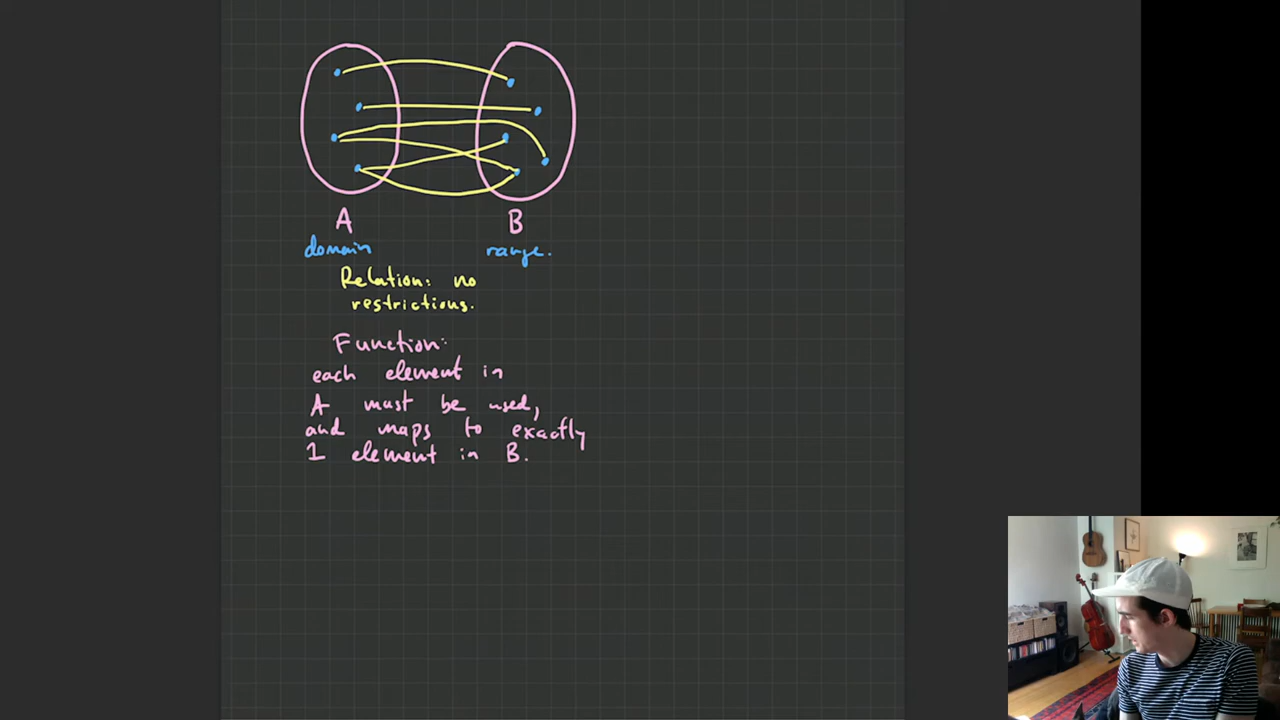 A B
domain range.
Relation: no
restrictions.
Function:
each element in
A must be used,
and maps to exactly
1 element in B.